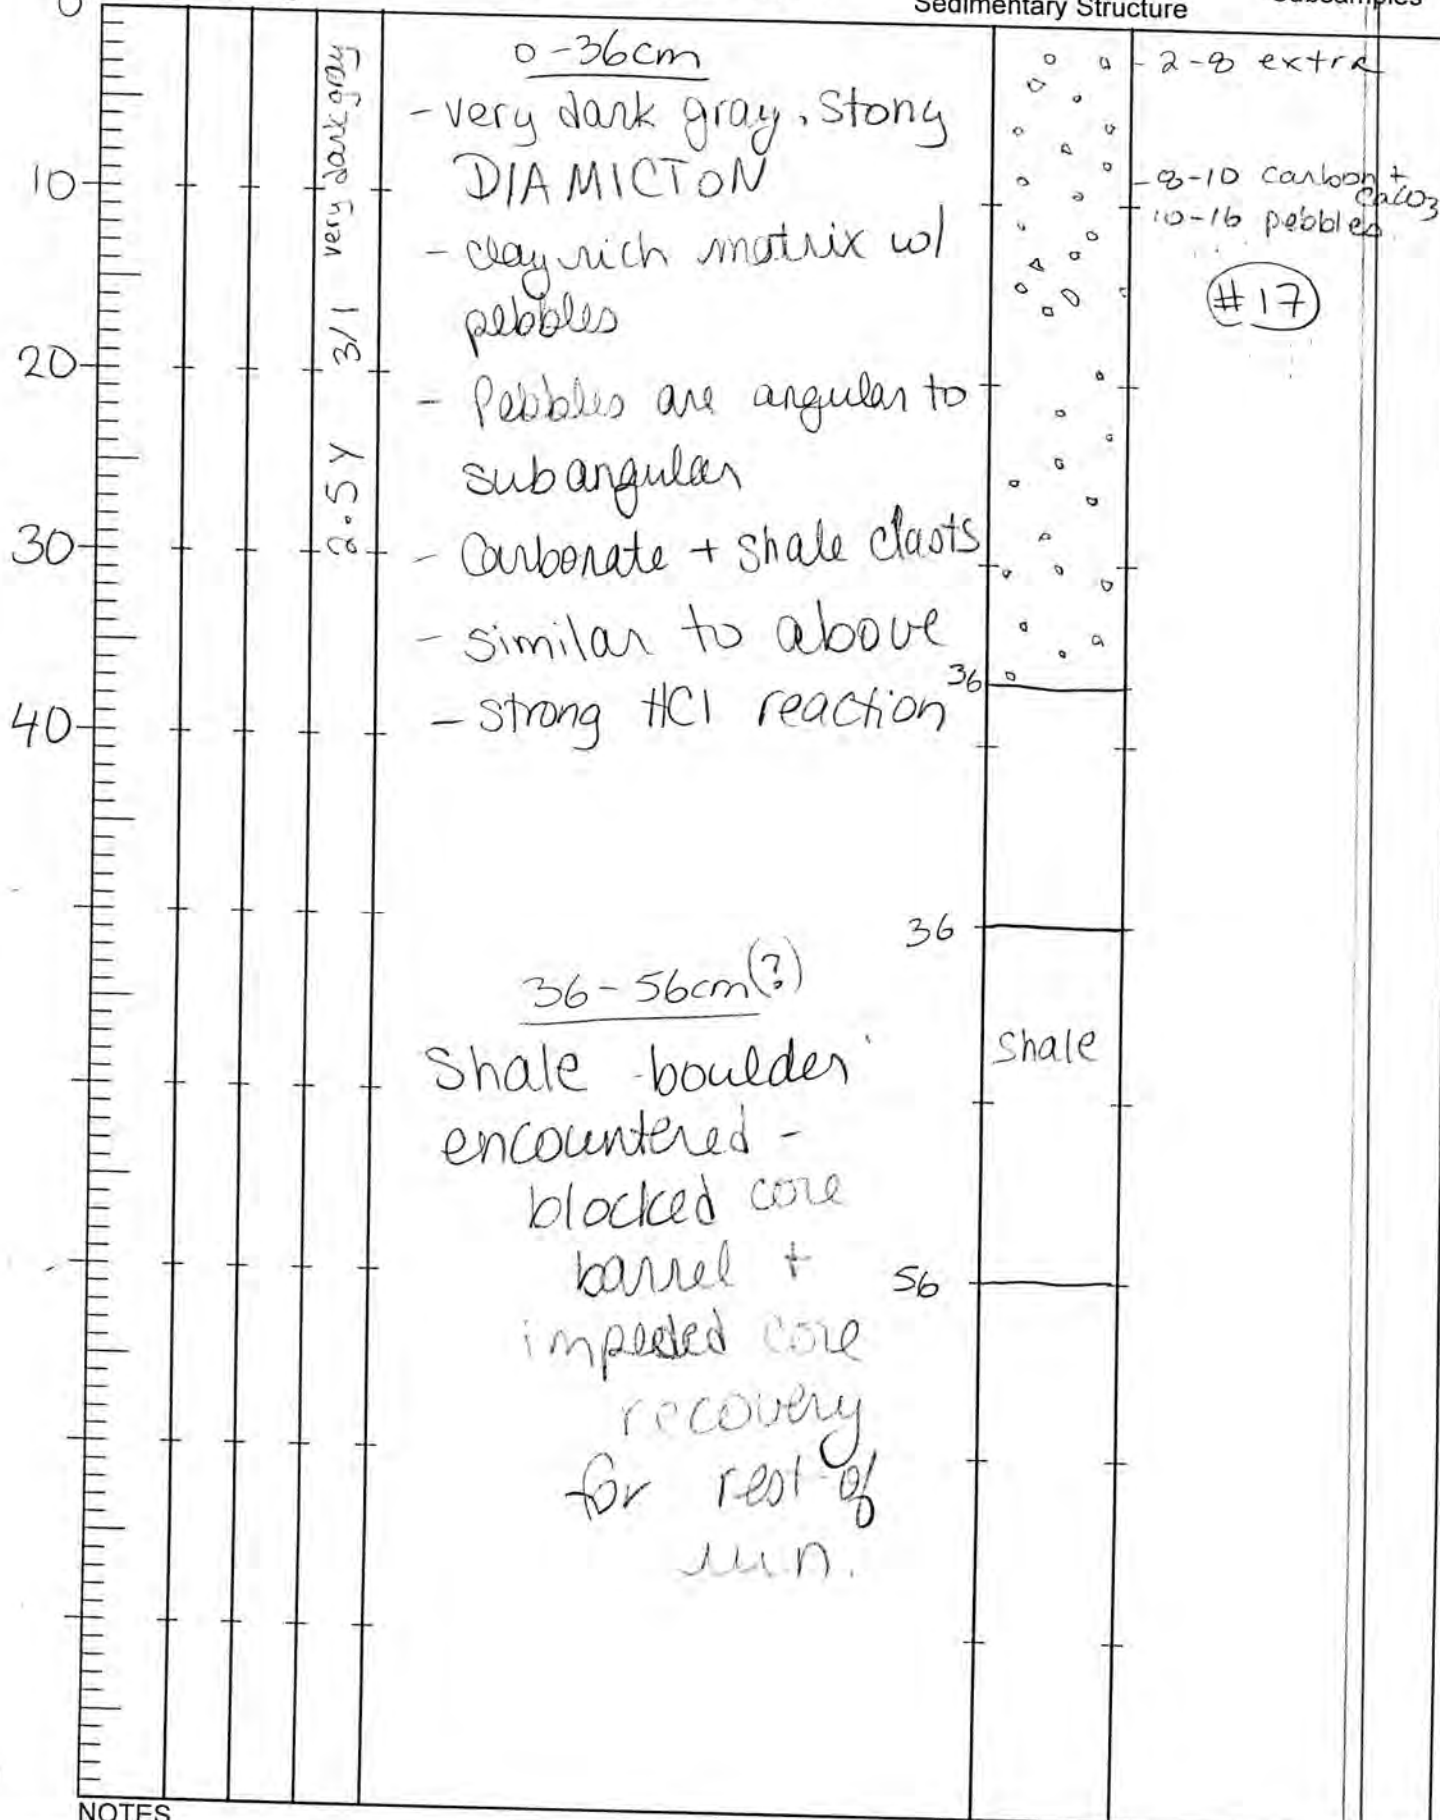 Sedimentary Structure
0
0-36cm
- very dark gray, stony
DIAMICTON
- clay rich matrix w/
pebbles
- Pebbles are angular to
subangular
- Carbonate + shale clasts
- similar to above
- strong HCl reaction
36-56cm(?)
Shale boulder
encountered -
blocked core
barrel +
impeded core
recovery
for rest of
run.
10
20
30
40
2.5Y 3/1 very dark gray
36
36
Shale
56
- 2-8 extra
- 8-10 carbon +
CaCO3
10-16 pebbles
#17
NOTES